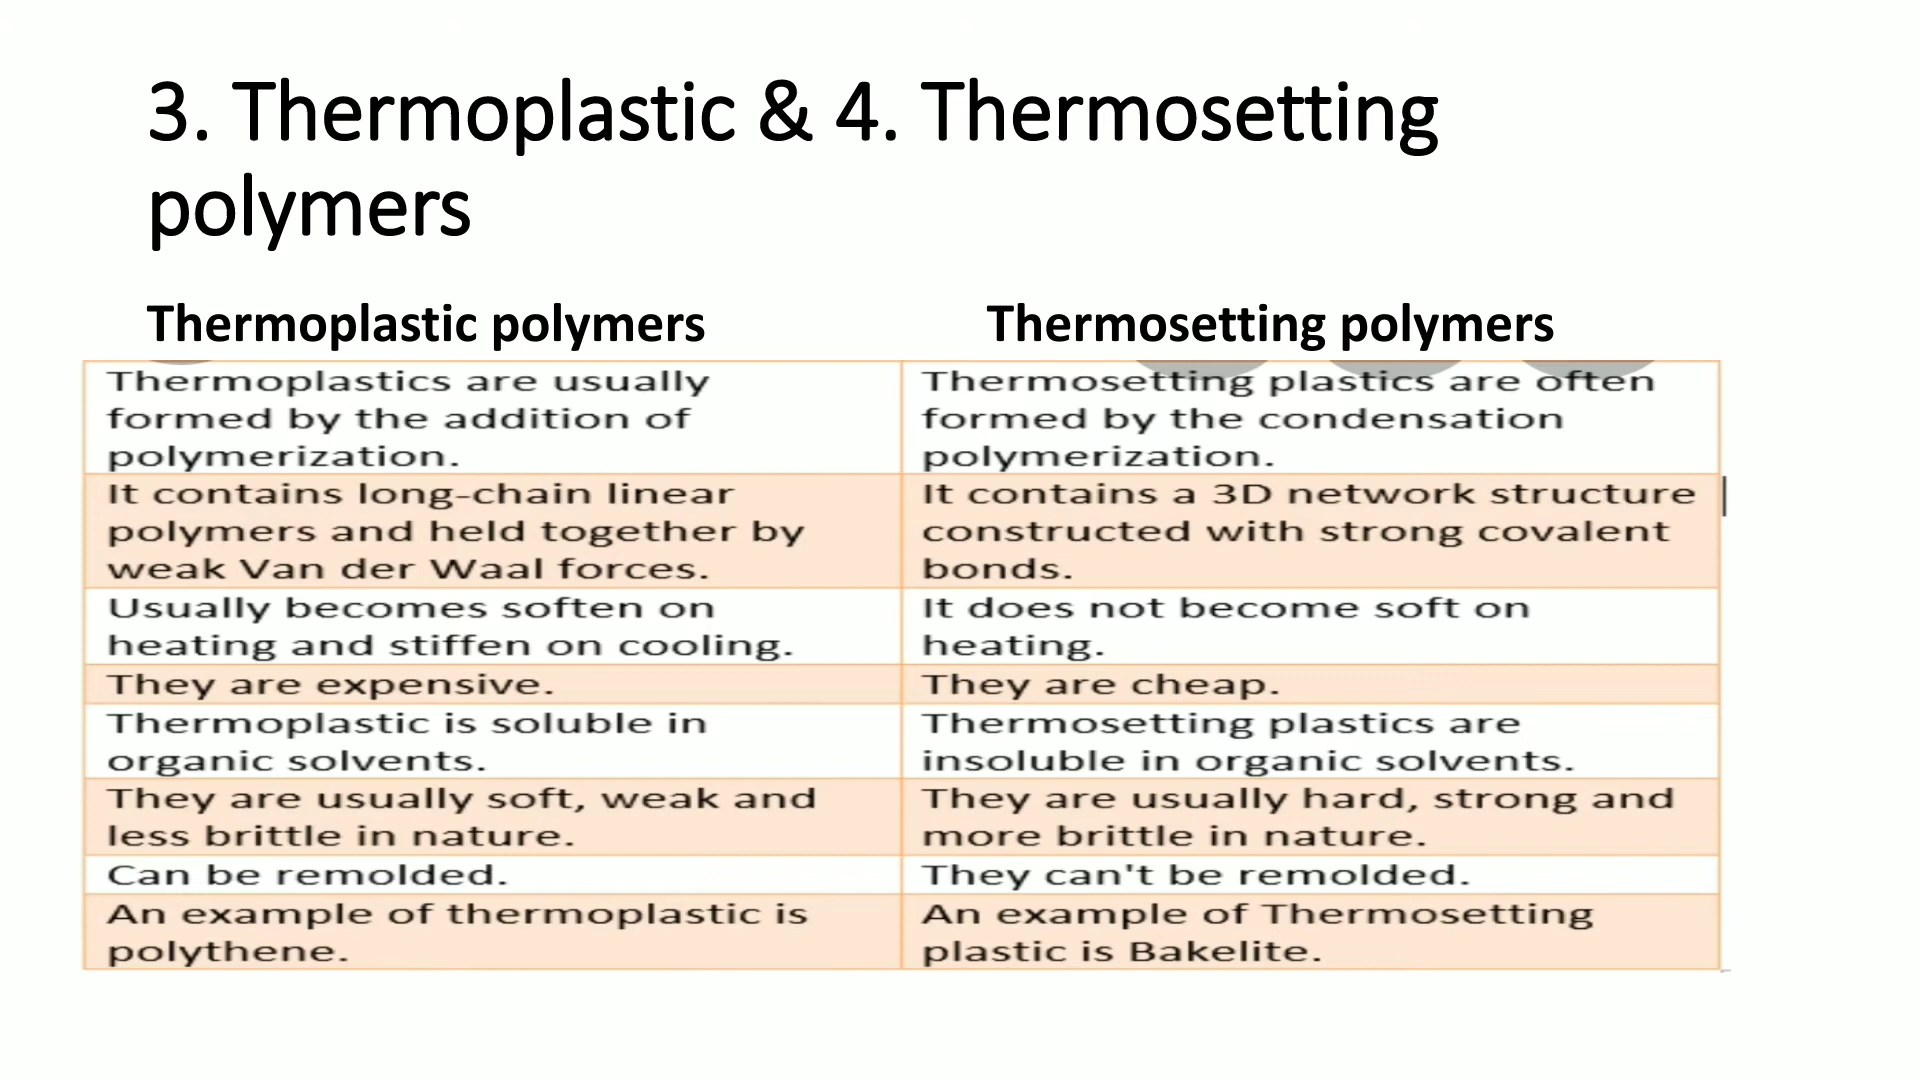 3. Thermoplastic & 4. Thermosetting
polymers
Thermoplastic polymers
Thermosetting polymers
Thermoplastics are usually
formed by the addition of
polymerization.
Thermosetting plastics are often
formed by the condensation
polymerization.
It contains long-chain linear
polymers and held together by
weak Van der Waal forces.
It contains a 3D network structure
constructed with strong covalent
bonds.
Usually becomes soften on
heating and stiffen on cooling.
It does not become soft on
heating.
They are expensive.
They are cheap.
Thermoplastic is soluble in
organic solvents.
Thermosetting plastics are
insoluble in organic solvents.
They are usually soft, weak and
less brittle in nature.
They are usually hard, strong and
more brittle in nature.
Can be remolded.
They can't be remolded.
An example of thermoplastic is
polythene.
An example of Thermosetting
plastic is Bakelite.